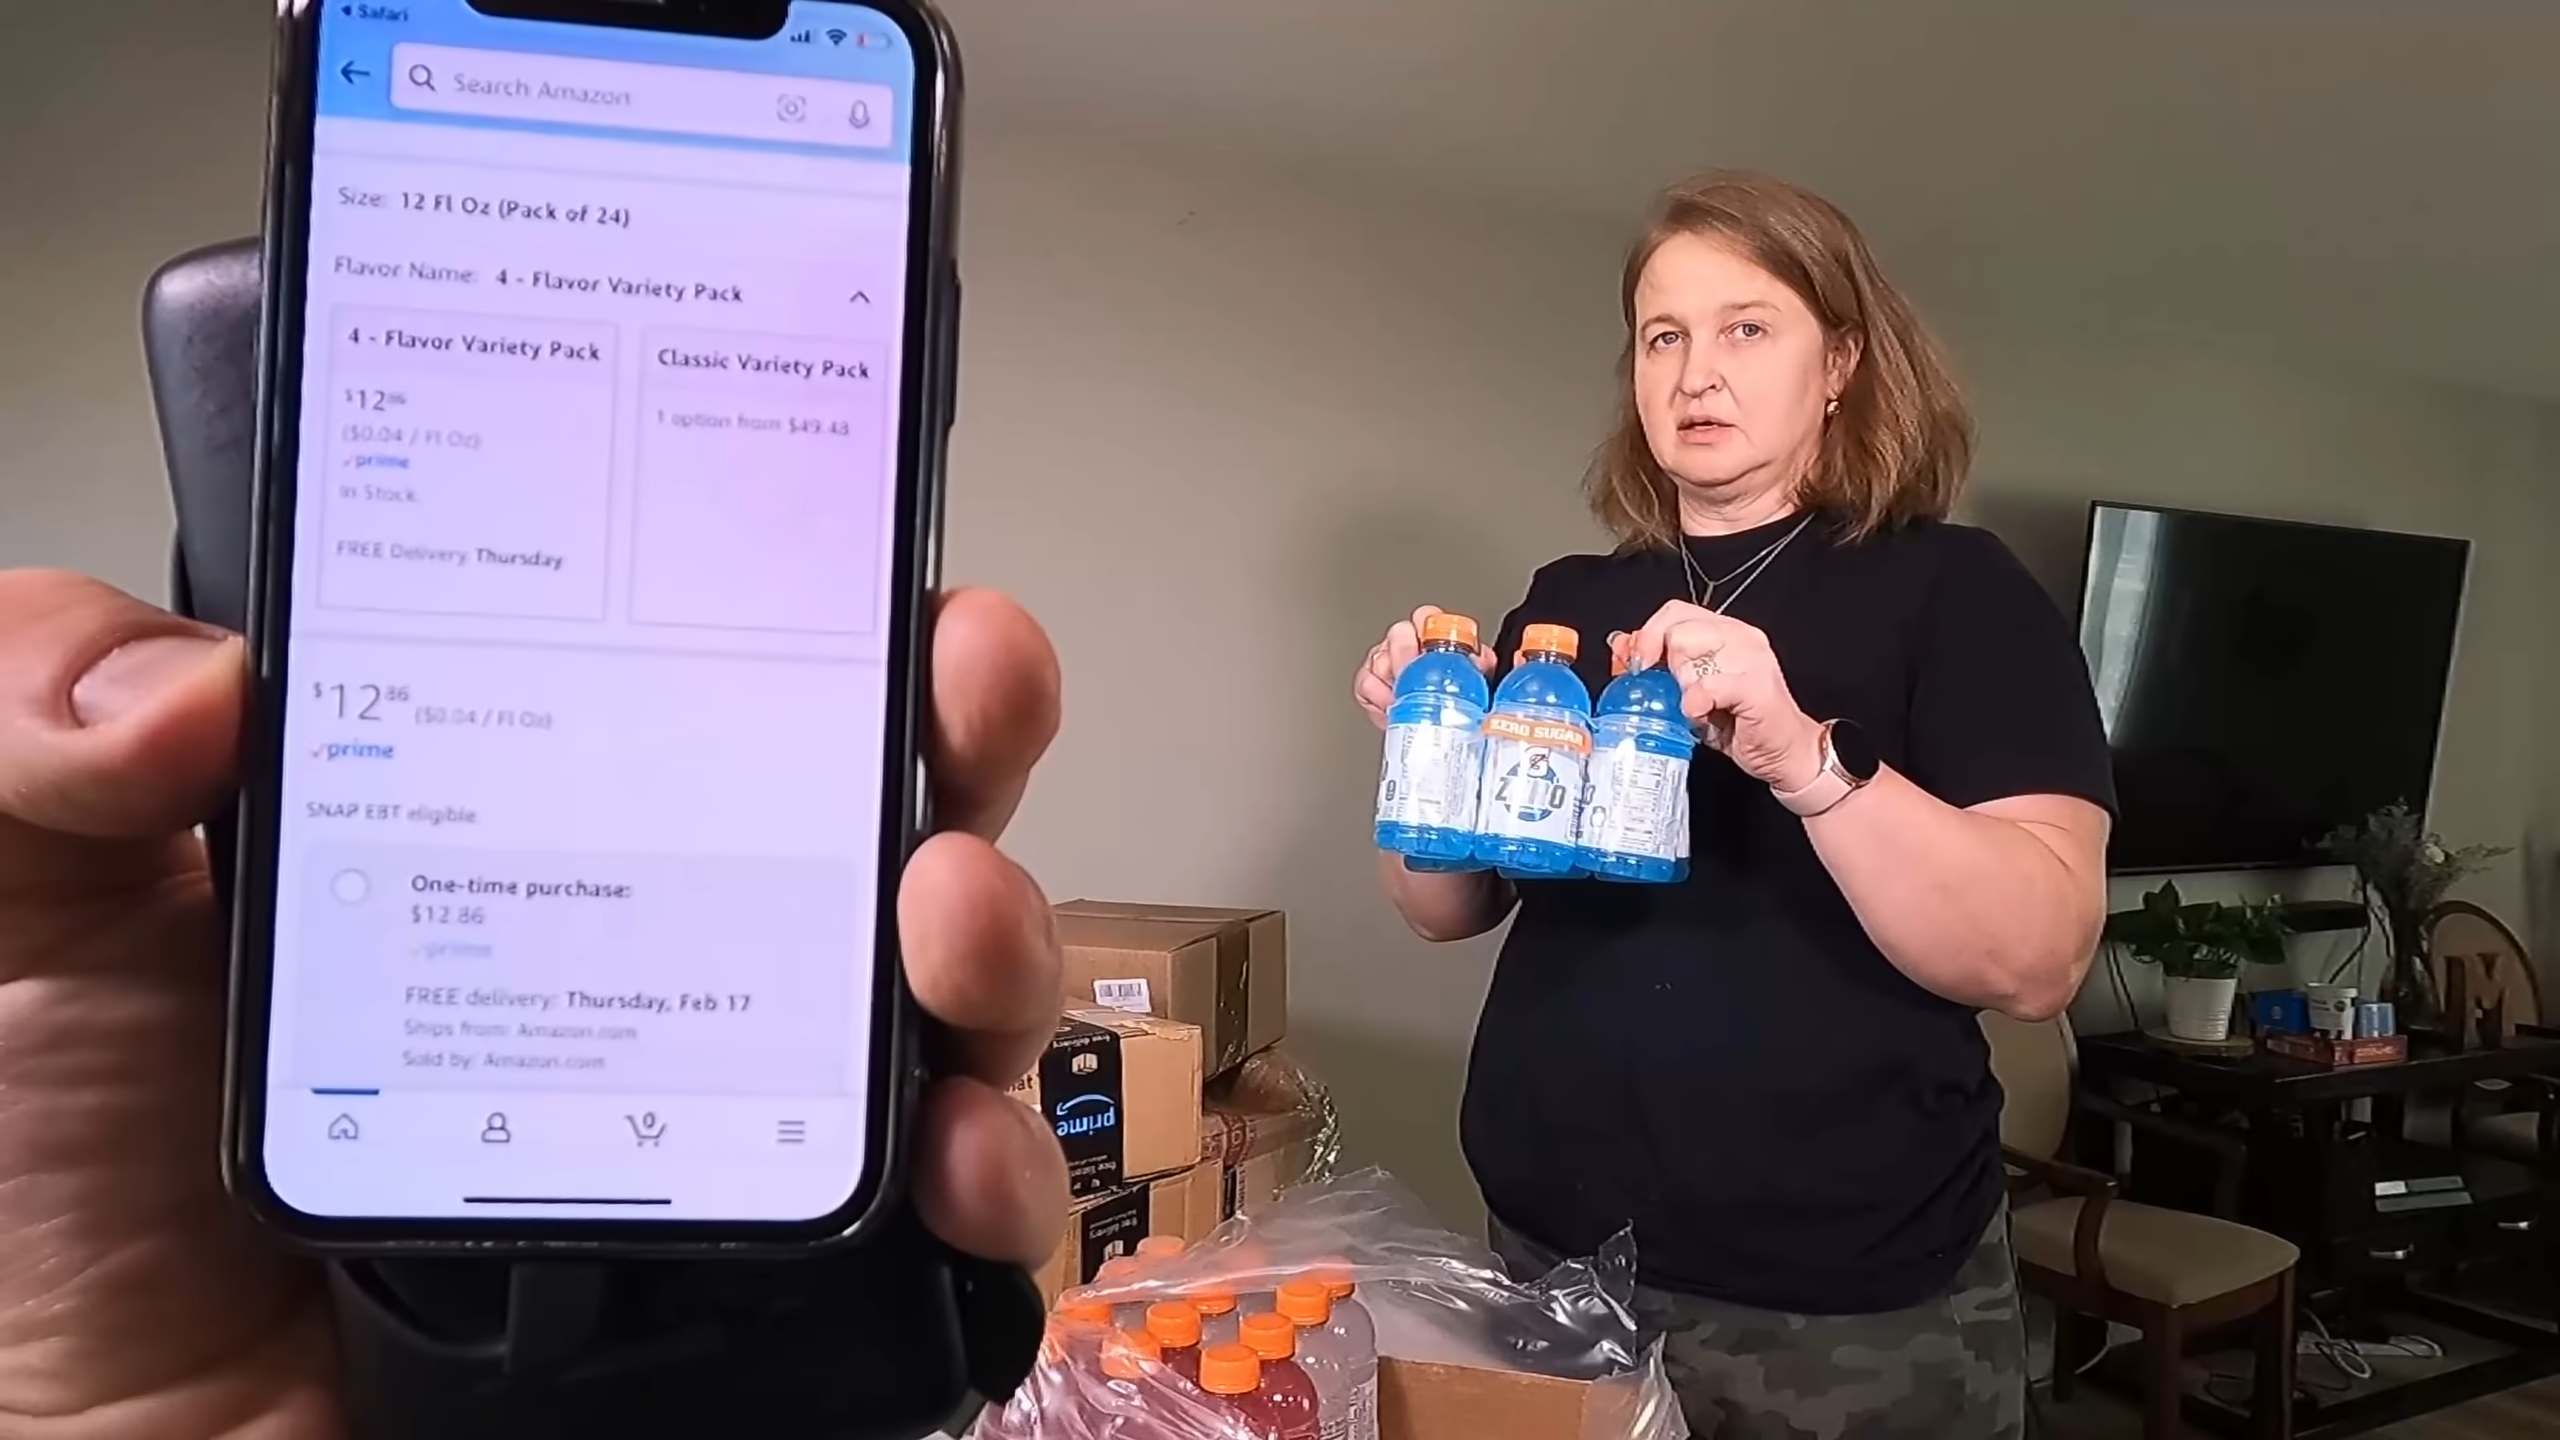 Safari
Search Amazon
Size: 12 Fl Oz (Pack of 24)
Flavor Name: 4 - Flavor Variety Pack
4 - Flavor Variety Pack
$12 86
($0.04 / Fl Oz)
prime
In Stock.
FREE Delivery Thursday
Classic Variety Pack
1 option from $49.48
$12 86 ($0.04 / Fl Oz)
prime
SNAP EBT eligible
One-time purchase:
$12.86
prime
FREE delivery: Thursday, Feb 17
Ships from: Amazon.com
Sold by: Amazon.com
0
ZERO SUGAR
G
ZERO
free delivery
prime
M